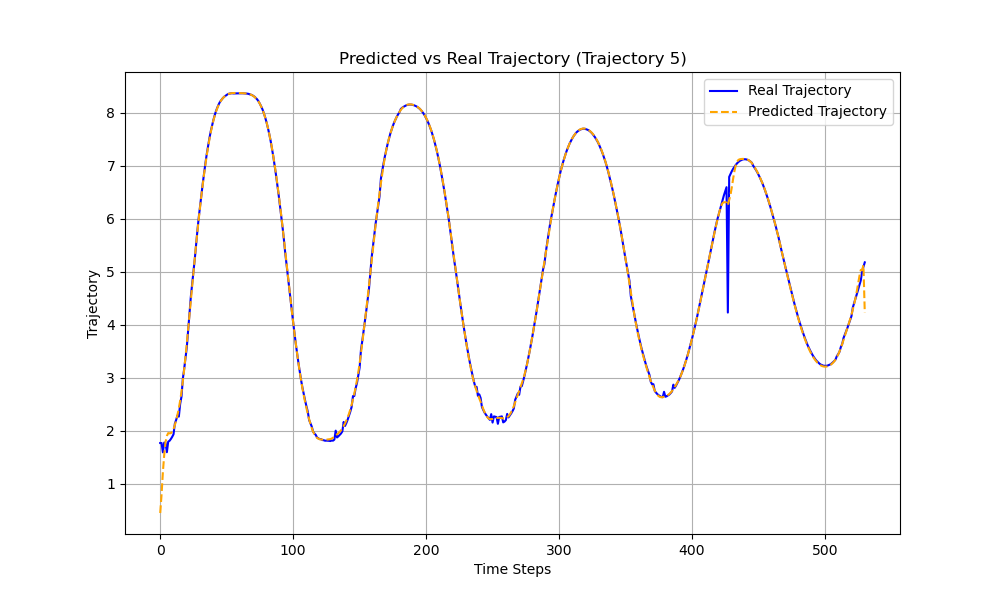 Predicted vs Real Trajectory (Trajectory 5)
Real Trajectory
Predicted Trajectory
8
7
6
5
4
3
2
1
Trajectory
0 100 200 300 400 500
Time Steps